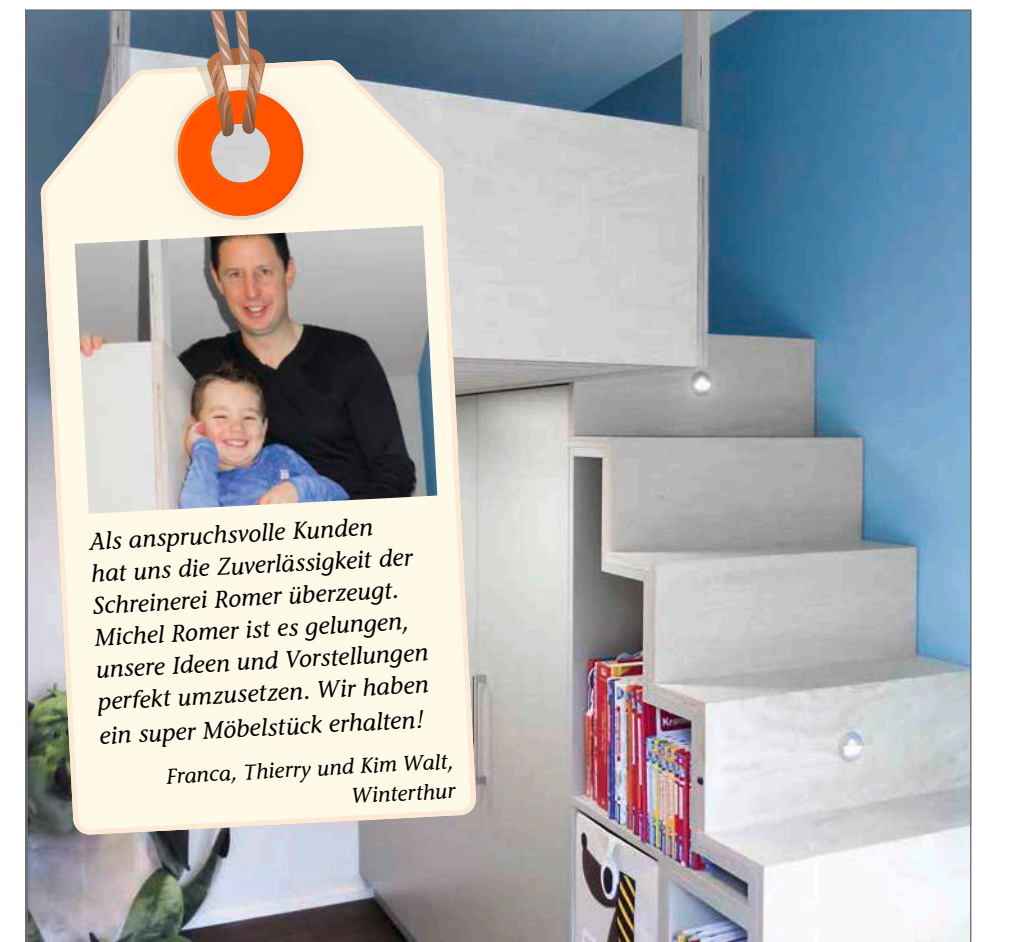 Als anspruchsvolle Kunden
hat uns die Zuverlässigkeit der
Schreinerei Romer überzeugt.
Michel Romer ist es gelungen,
unsere Ideen und Vorstellungen
perfekt umzusetzen. Wir haben
ein super Möbelstück erhalten!
Franca, Thierry und Kim Walt,
Winterthur